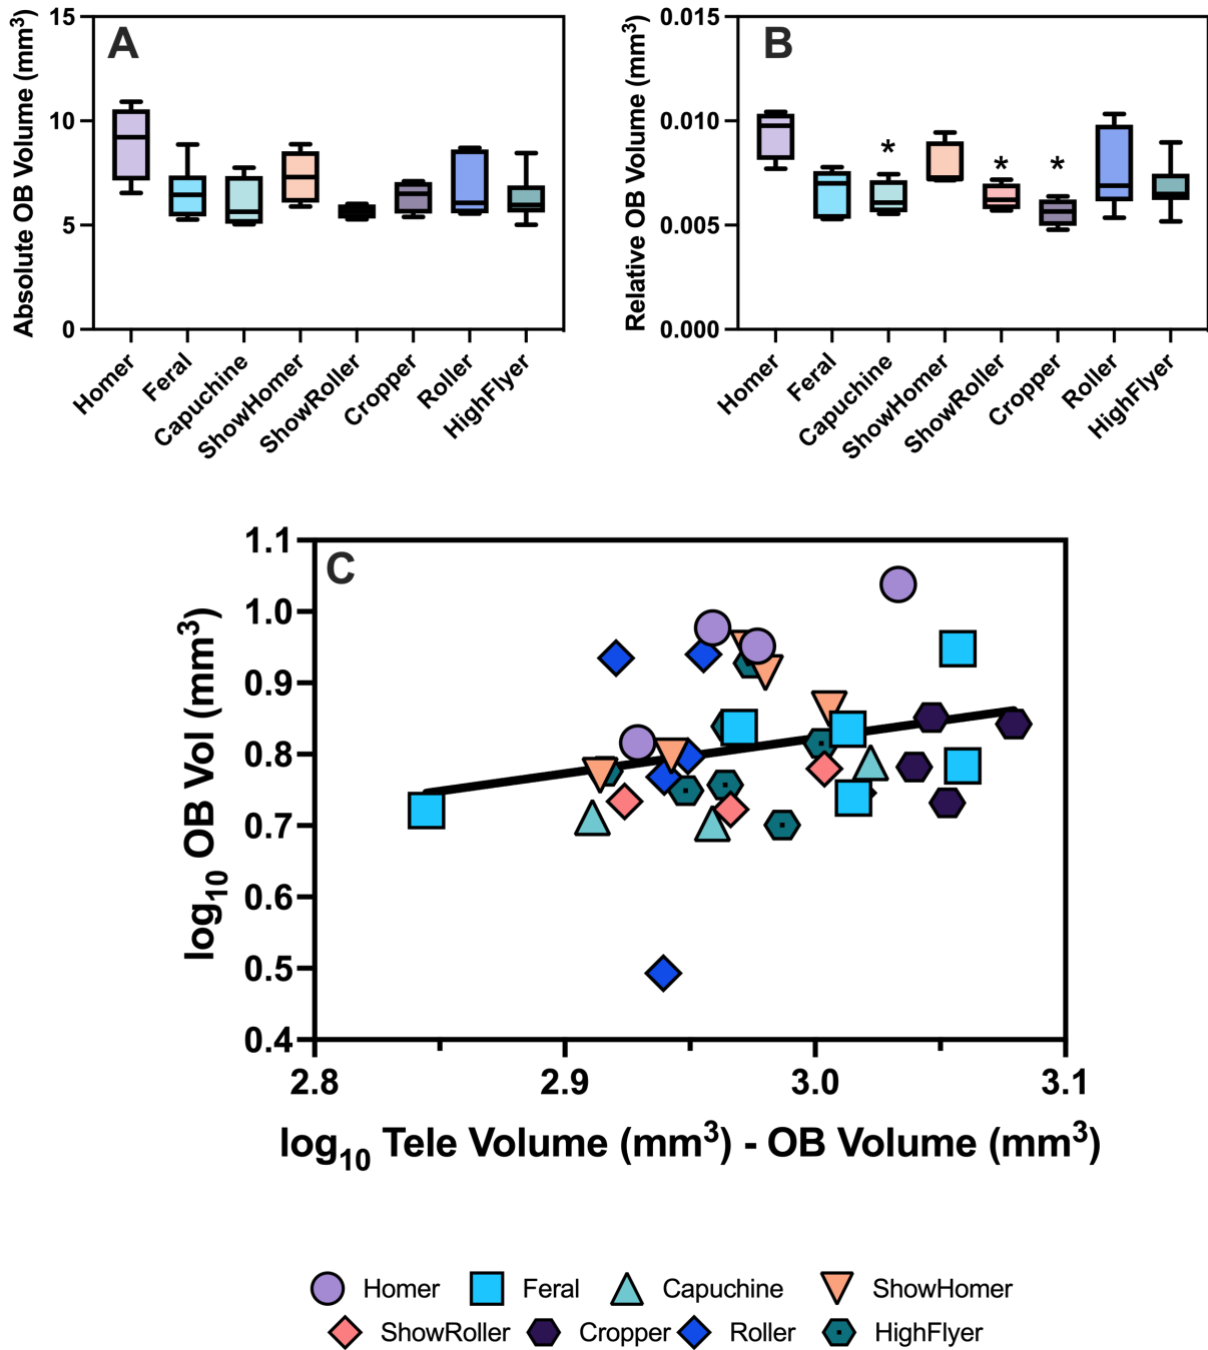 A
Absolute OB Volume (mm³)
15
10
5
0
Homer
Feral
Capuchine
ShowHomer
ShowRoller
Cropper
Roller
HighFlyer
B
Relative OB Volume (mm³)
0.015
0.010
0.005
0.000
*
*
*
Homer
Feral
Capuchine
ShowHomer
ShowRoller
Cropper
Roller
HighFlyer
C
log₁₀ OB Vol (mm³)
1.1
1.0
0.9
0.8
0.7
0.6
0.5
0.4
2.8 2.9 3.0 3.1
log₁₀ Tele Volume (mm³) - OB Volume (mm³)
Homer Feral Capuchine ShowHomer
ShowRoller Cropper Roller HighFlyer